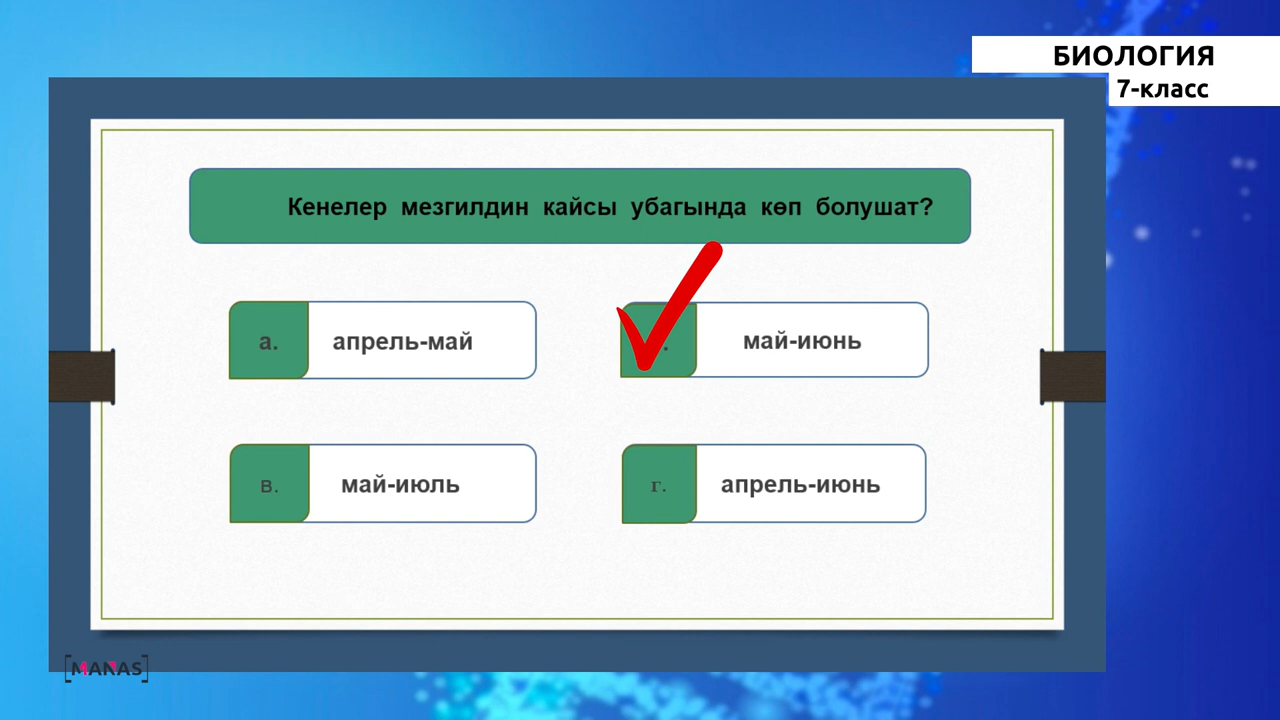 БИОЛОГИЯ
7-класс
Кенелер мезгилдин кайсы убагында көп болушат?
а. апрель-май
май-июнь
в. май-июль
г. апрель-июнь
[MANAS]